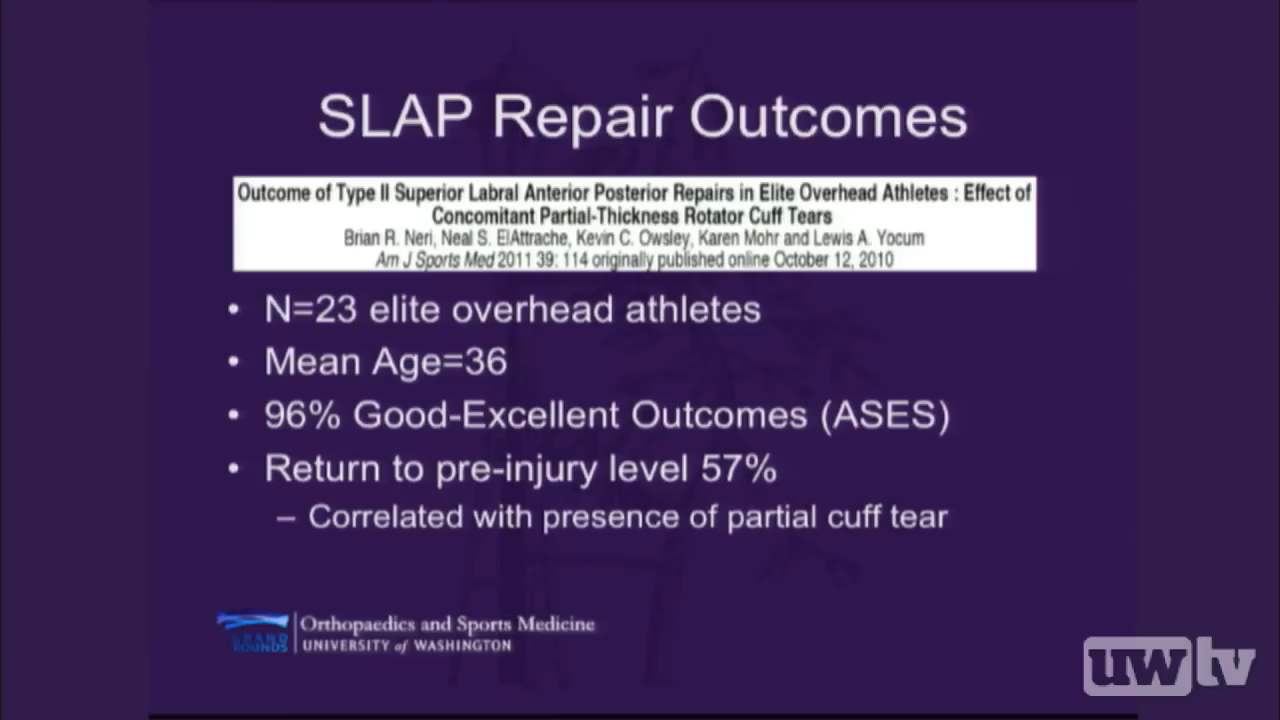 SLAP Repair Outcomes
Outcome of Type II Superior Labral Anterior Posterior Repairs in Elite Overhead Athletes : Effect of
Concomitant Partial-Thickness Rotator Cuff Tears
Brian R. Neri, Neal S. ElAttrache, Kevin C. Owsley, Karen Mohr and Lewis A. Yocum
Am J Sports Med 2011 39: 114 originally published online October 12, 2010
• N=23 elite overhead athletes
• Mean Age=36
• 96% Good-Excellent Outcomes (ASES)
• Return to pre-injury level 57%
– Correlated with presence of partial cuff tear
GRAND
ROUNDS
Orthopaedics and Sports Medicine
UNIVERSITY of WASHINGTON
uwtv